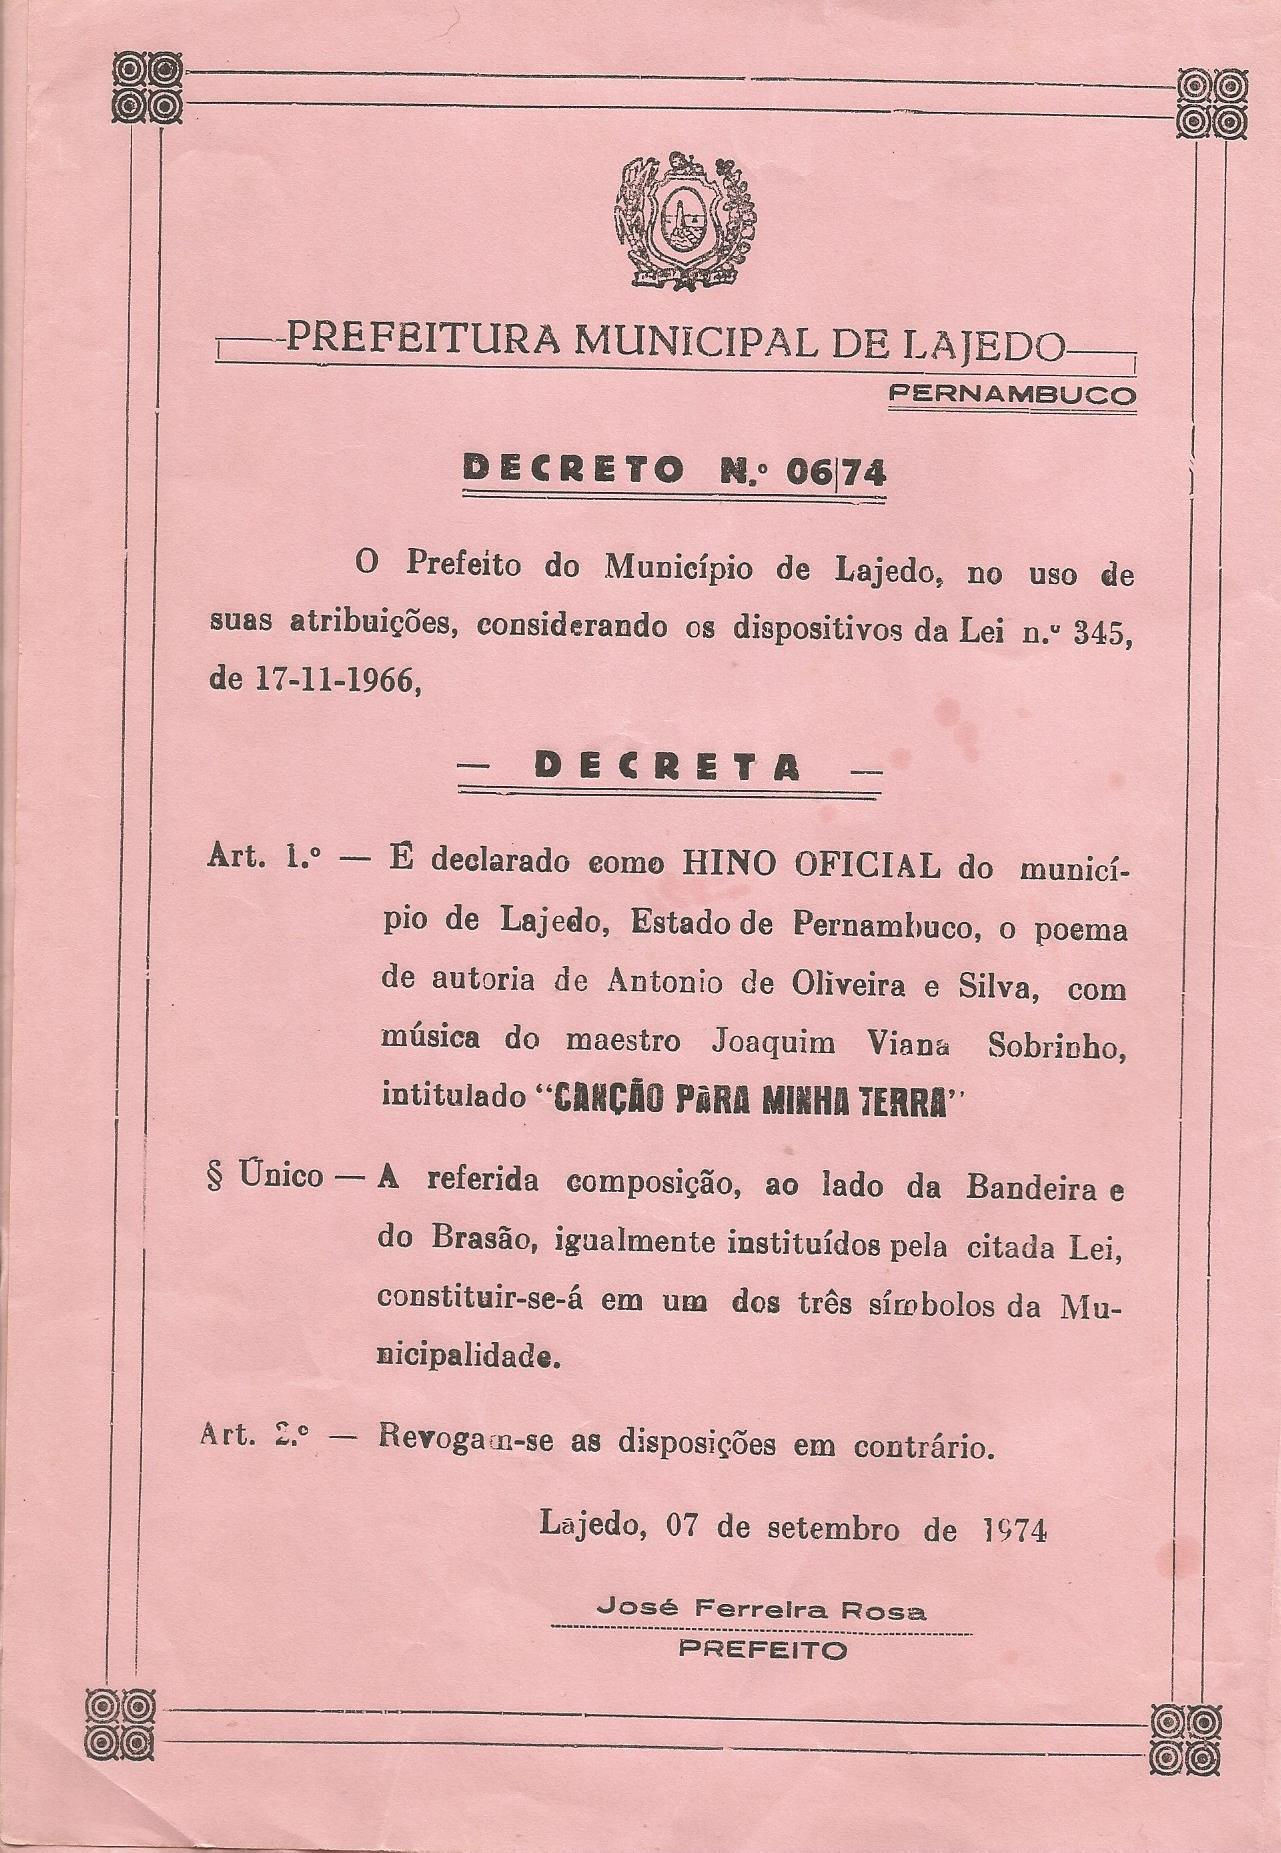 PREFEITURA MUNICIPAL DE LAJEDO
PERNAMBUCO
DECRETO N.º 06/74
O Prefeito do Município de Lajedo, no uso de
suas atribuições, considerando os dispositivos da Lei n.º 345,
de 17-11-1966,
— DECRETA —
Art. 1.º — É declarado como HINO OFICIAL do municí-
pio de Lajedo, Estado de Pernambuco, o poema
de autoria de Antonio de Oliveira e Silva, com
música do maestro Joaquim Viana Sobrinho,
intitulado “CANÇÃO PARA MINHA TERRA”
§ Único — A referida composição, ao lado da Bandeira e
do Brasão, igualmente instituídos pela citada Lei,
constituir-se-á em um dos três símbolos da Mu-
nicipalidade.
Art. 2.º — Revogam-se as disposições em contrário.
Lajedo, 07 de setembro de 1974
José Ferreira Rosa
PREFEITO